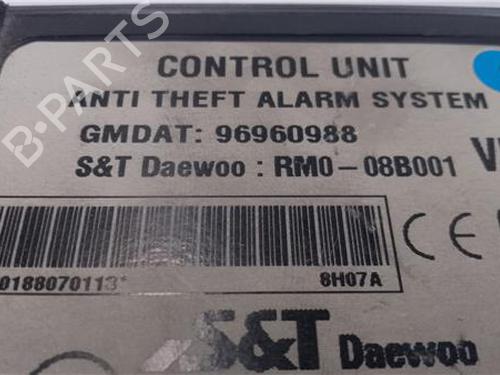 CONTROL UNIT
ANTI THEFT ALARM SYSTEM
GMDAT: 96960988
S&T Daewoo : RM0-08B001
0188070113*
8H07A
CE
S&T Daewoo
B-PARTS